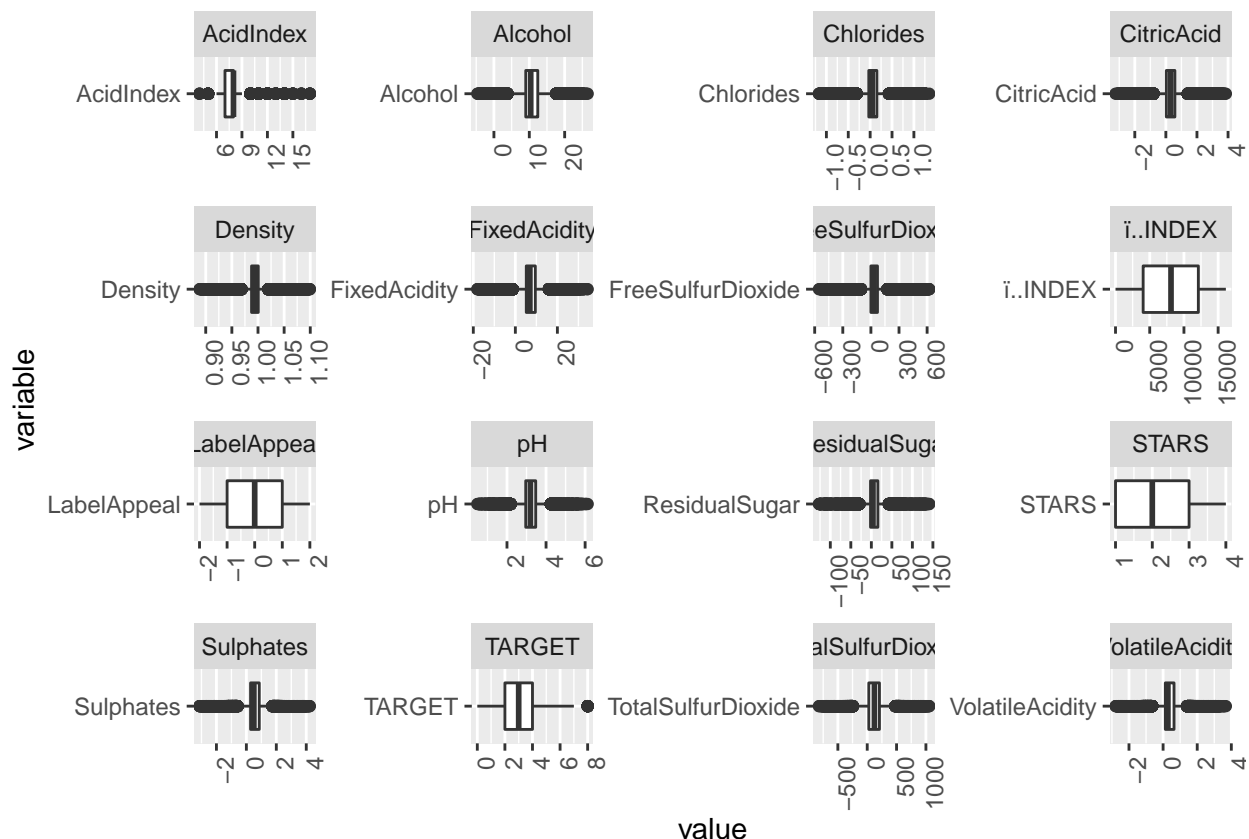 AcidIndex Alcohol Chlorides CitricAcid
AcidIndex Alcohol Chlorides CitricAcid
6 9 12 15 0 10 20 −1.0 −0.5 0.0 0.5 1.0 −2 0 2 4
Density FixedAcidity eSulfurDiox ï..INDEX
Density FixedAcidity FreeSulfurDioxide ï..INDEX
0.90 0.95 1.00 1.05 1.10 −20 0 20 −600 −300 0 300 600 0 5000 10000 15000
variable
LabelAppeal pH esidualSuga STARS
LabelAppeal pH ResidualSugar STARS
−2 −1 0 1 2 2 4 6 −100 −50 0 50 100 150 1 2 3 4
Sulphates TARGET alSulfurDiox VolatileAcidit
Sulphates TARGET TotalSulfurDioxide VolatileAcidity
−2 0 2 4 0 2 4 6 8 −500 0 500 1000 −2 0 2 4
value